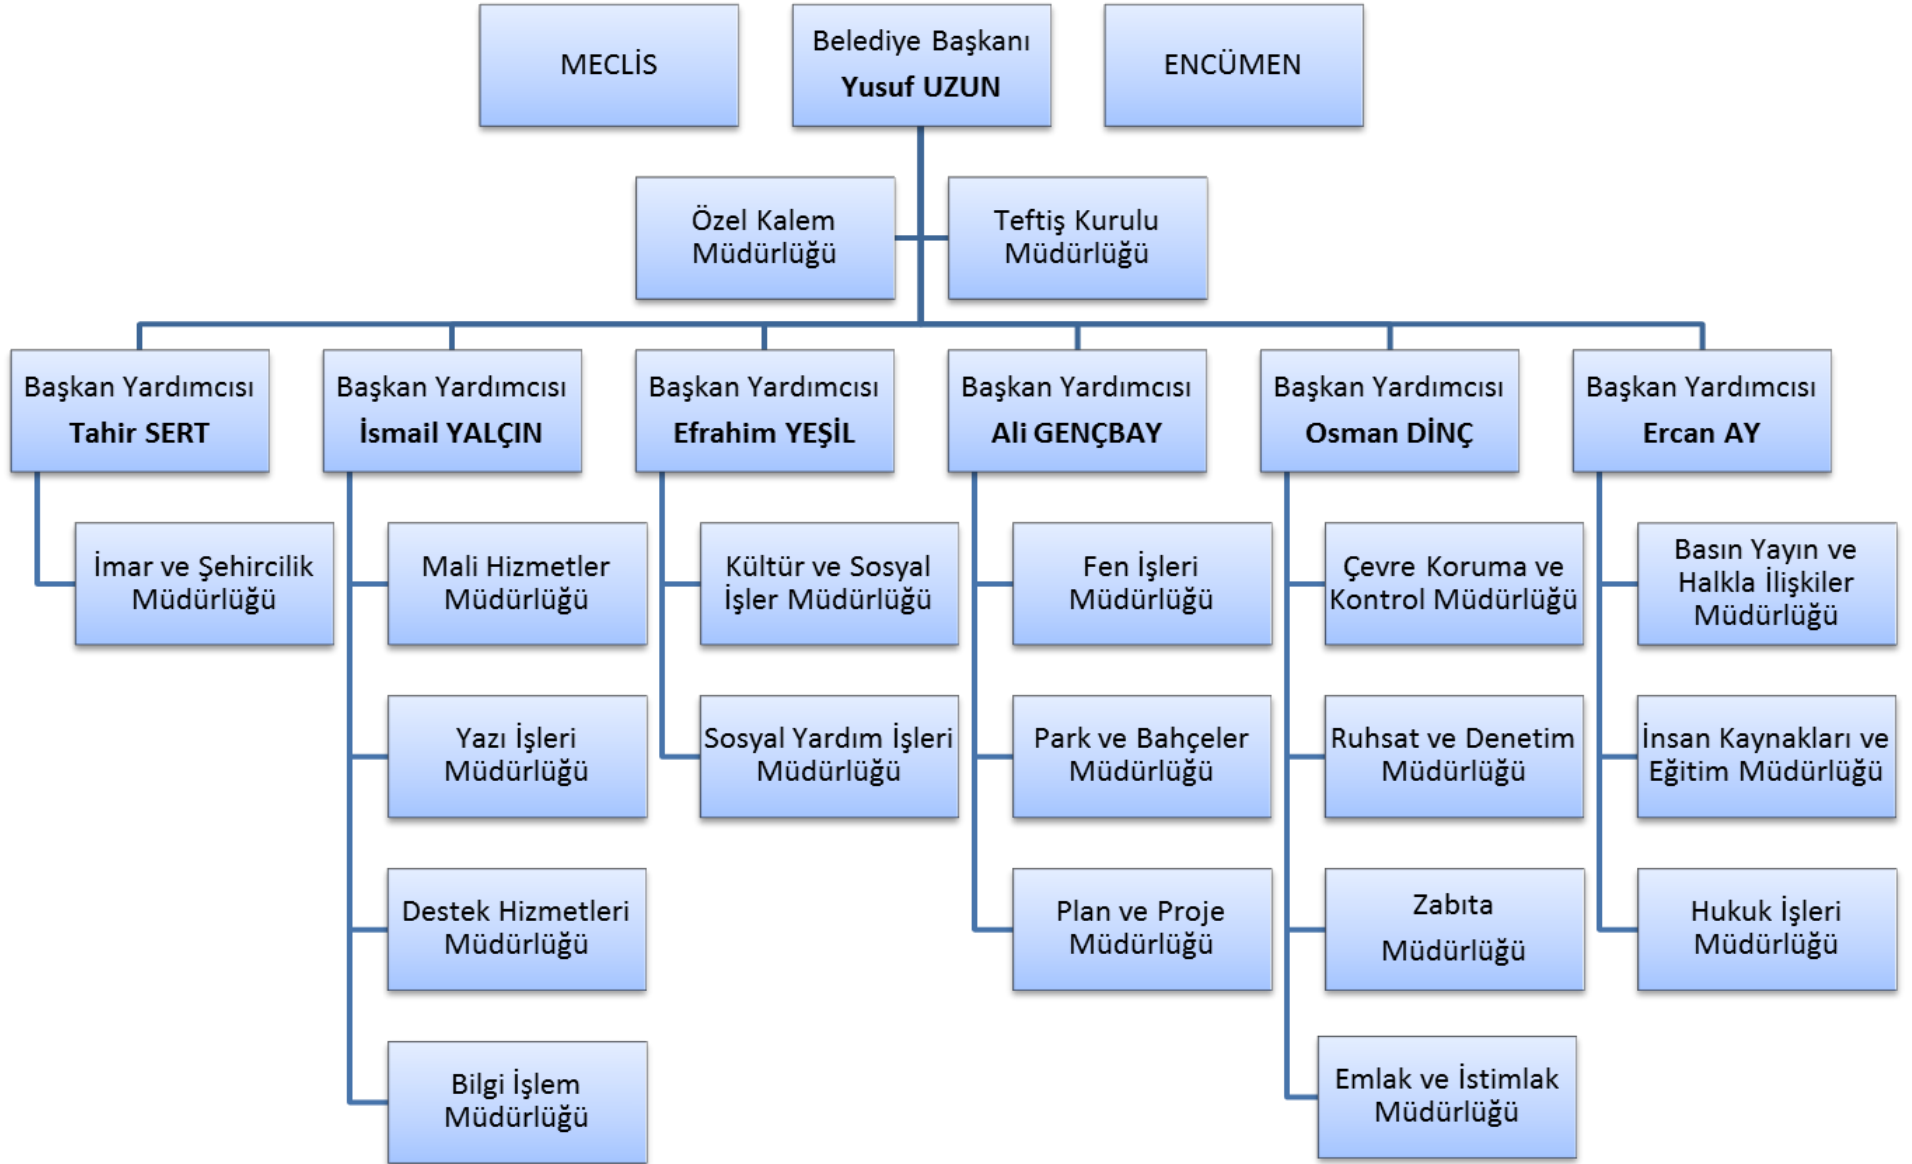 MECLİS
Belediye Başkanı
Yusuf UZUN
ENCÜMEN
Özel Kalem
Müdürlüğü
Teftiş Kurulu
Müdürlüğü
Başkan Yardımcısı
Tahir SERT
Başkan Yardımcısı
İsmail YALÇIN
Başkan Yardımcısı
Efrahim YEŞİL
Başkan Yardımcısı
Ali GENÇBAY
Başkan Yardımcısı
Osman DİNÇ
Başkan Yardımcısı
Ercan AY
İmar ve Şehircilik
Müdürlüğü
Mali Hizmetler
Müdürlüğü
Kültür ve Sosyal
İşler Müdürlüğü
Fen İşleri
Müdürlüğü
Çevre Koruma ve
Kontrol Müdürlüğü
Basın Yayın ve
Halkla İlişkiler
Müdürlüğü
Yazı İşleri
Müdürlüğü
Sosyal Yardım İşleri
Müdürlüğü
Park ve Bahçeler
Müdürlüğü
Ruhsat ve Denetim
Müdürlüğü
İnsan Kaynakları ve
Eğitim Müdürlüğü
Destek Hizmetleri
Müdürlüğü
Plan ve Proje
Müdürlüğü
Zabıta
Müdürlüğü
Hukuk İşleri
Müdürlüğü
Bilgi İşlem
Müdürlüğü
Emlak ve İstimlak
Müdürlüğü